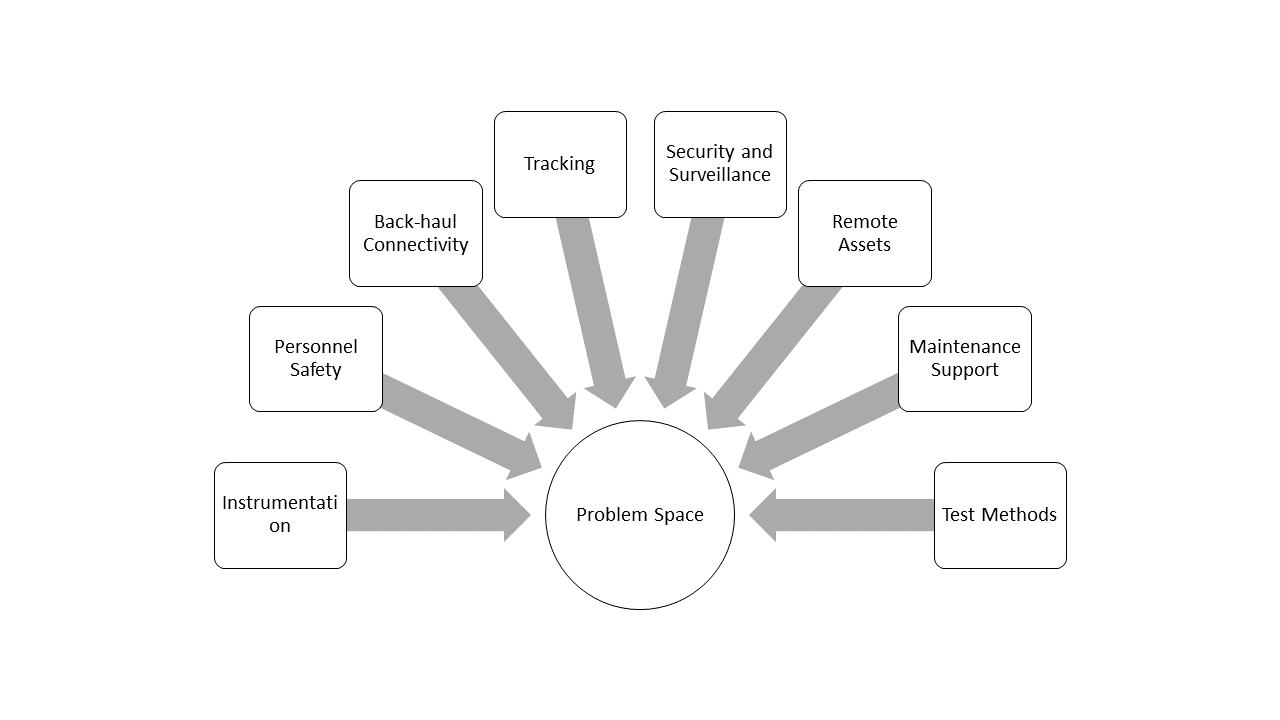 Tracking
Security and
Surveillance
Back-haul
Connectivity
Remote
Assets
Personnel
Safety
Maintenance
Support
Instrumentati
on
Problem Space
Test Methods